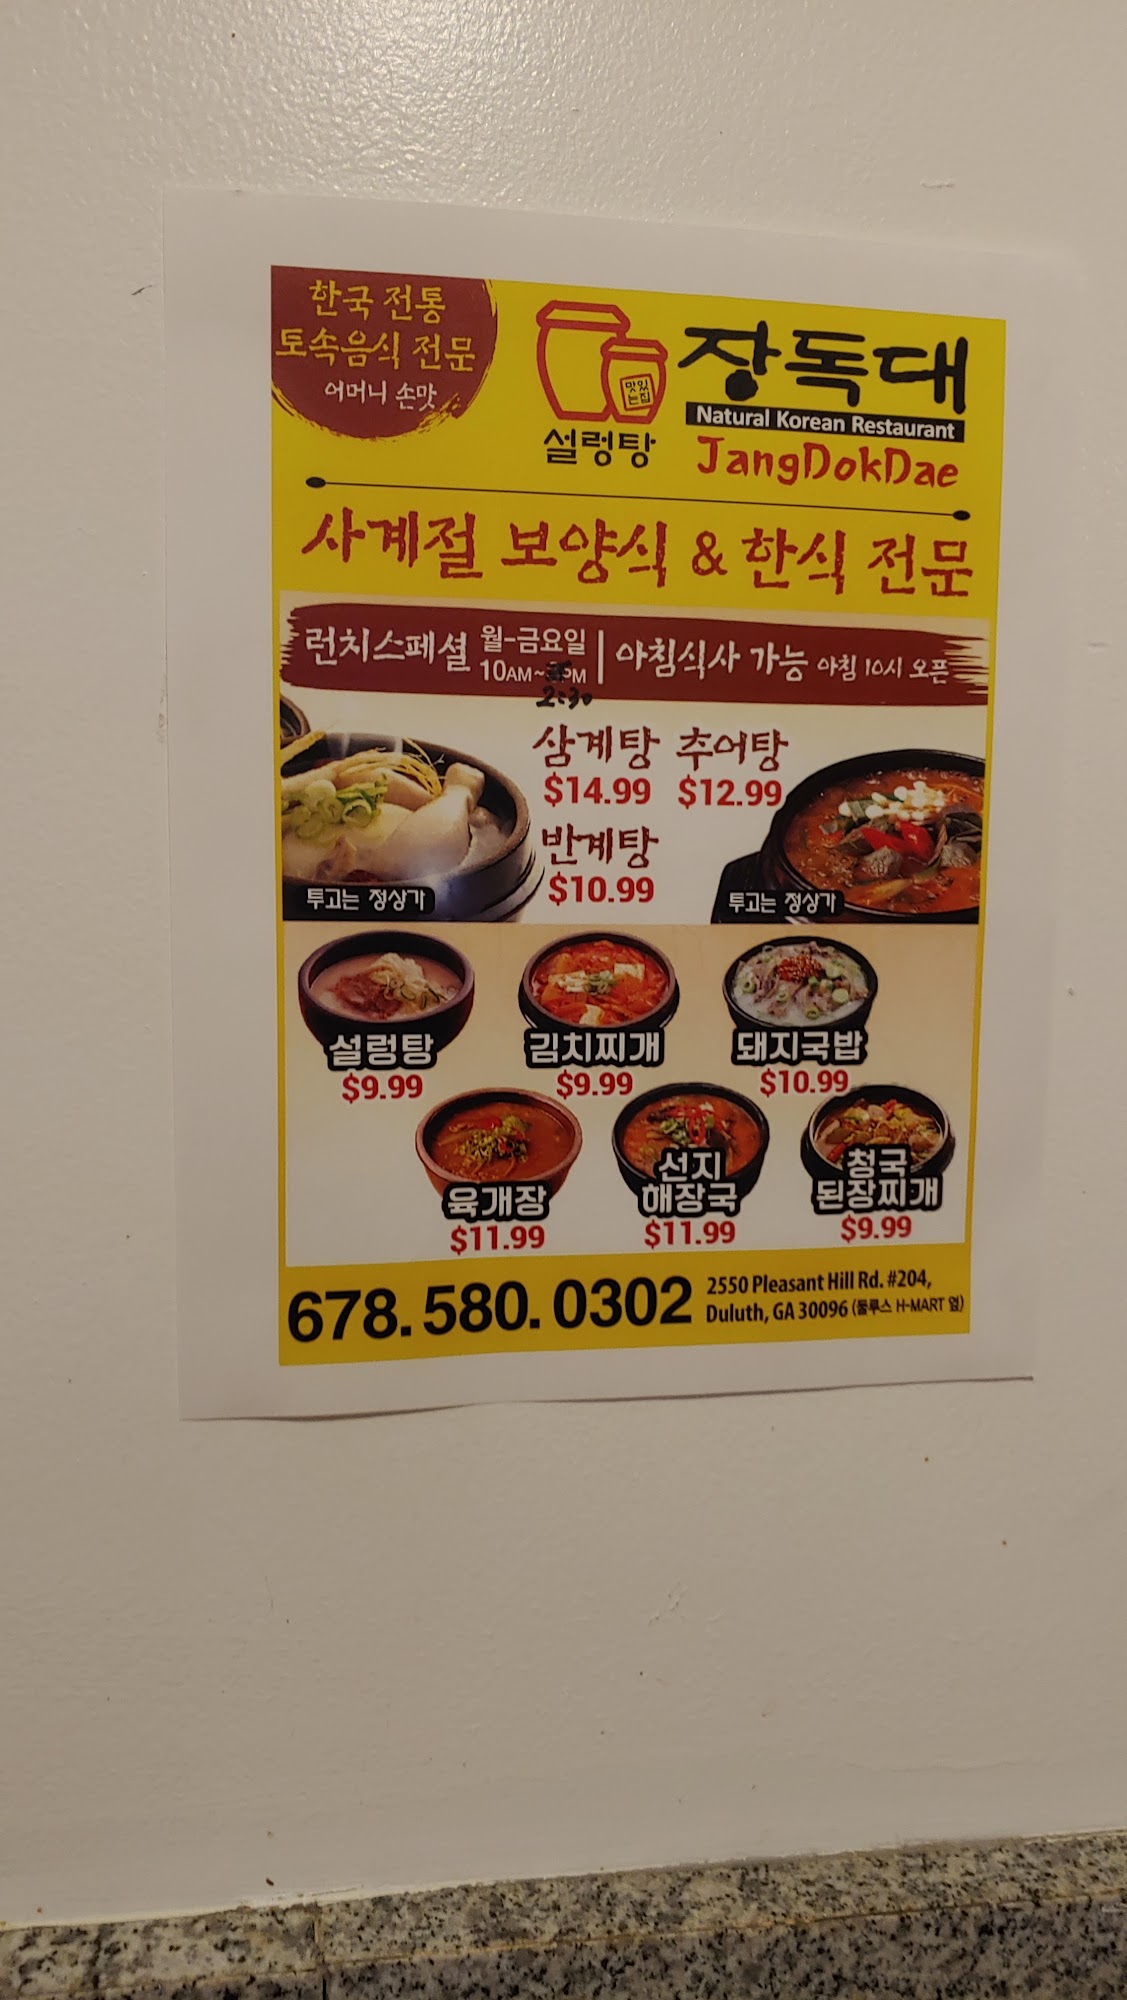 한국 전통
토속음식 전문
어머니 손맛
맛있
는집
설렁탕
장독대
Natural Korean Restaurant
JangDokDae
사계절 보양식 & 한식 전문
런치스페셜 월-금요일
10AM~ PM
2:30
아침식사 가능 아침 10시 오픈
삼계탕 추어탕
$14.99 $12.99
반계탕
$10.99
투고는 정상가
투고는 정상가
설렁탕
$9.99
김치찌개
$9.99
돼지국밥
$10.99
육개장
$11.99
선지
해장국
$11.99
청국
된장찌개
$9.99
678.580.0302
2550 Pleasant Hill Rd. #204,
Duluth, GA 30096 (둘루스 H-MART 옆)